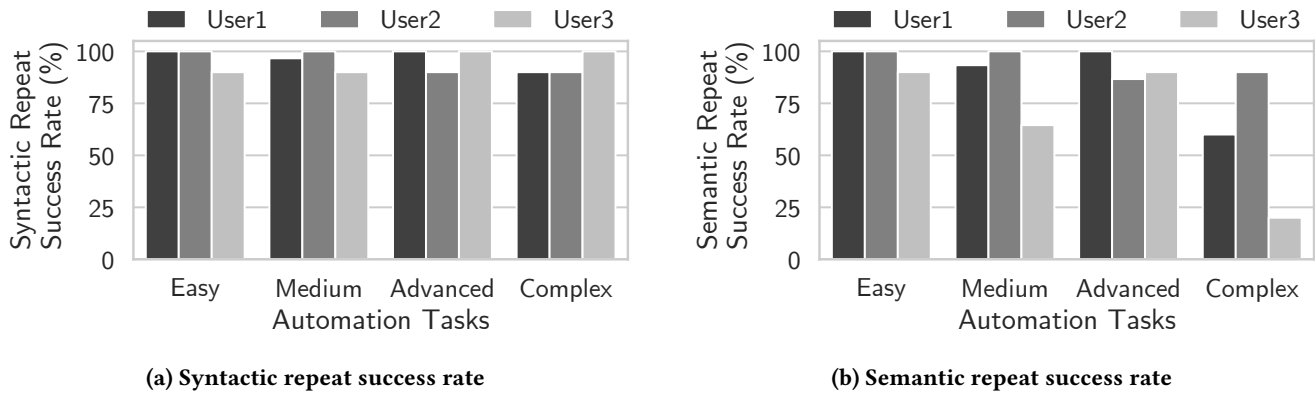 User1 User2 User3
Syntactic Repeat
Success Rate (%)
100
75
50
25
0
Easy Medium Advanced Complex
Automation Tasks
(a) Syntactic repeat success rate
User1 User2 User3
Semantic Repeat
Success Rate (%)
100
75
50
25
0
Easy Medium Advanced Complex
Automation Tasks
(b) Semantic repeat success rate